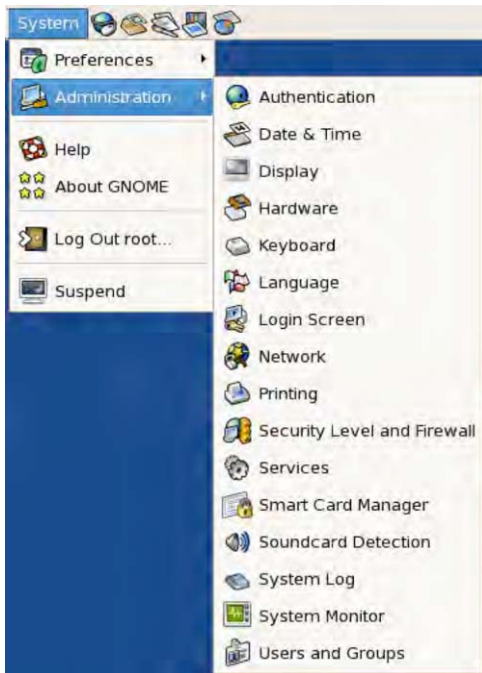 System
Preferences
Administration
Help
About GNOME
Log Out root...
Suspend
Authentication
Date & Time
Display
Hardware
Keyboard
Language
Login Screen
Network
Printing
Security Level and Firewall
Services
Smart Card Manager
Soundcard Detection
System Log
System Monitor
Users and Groups